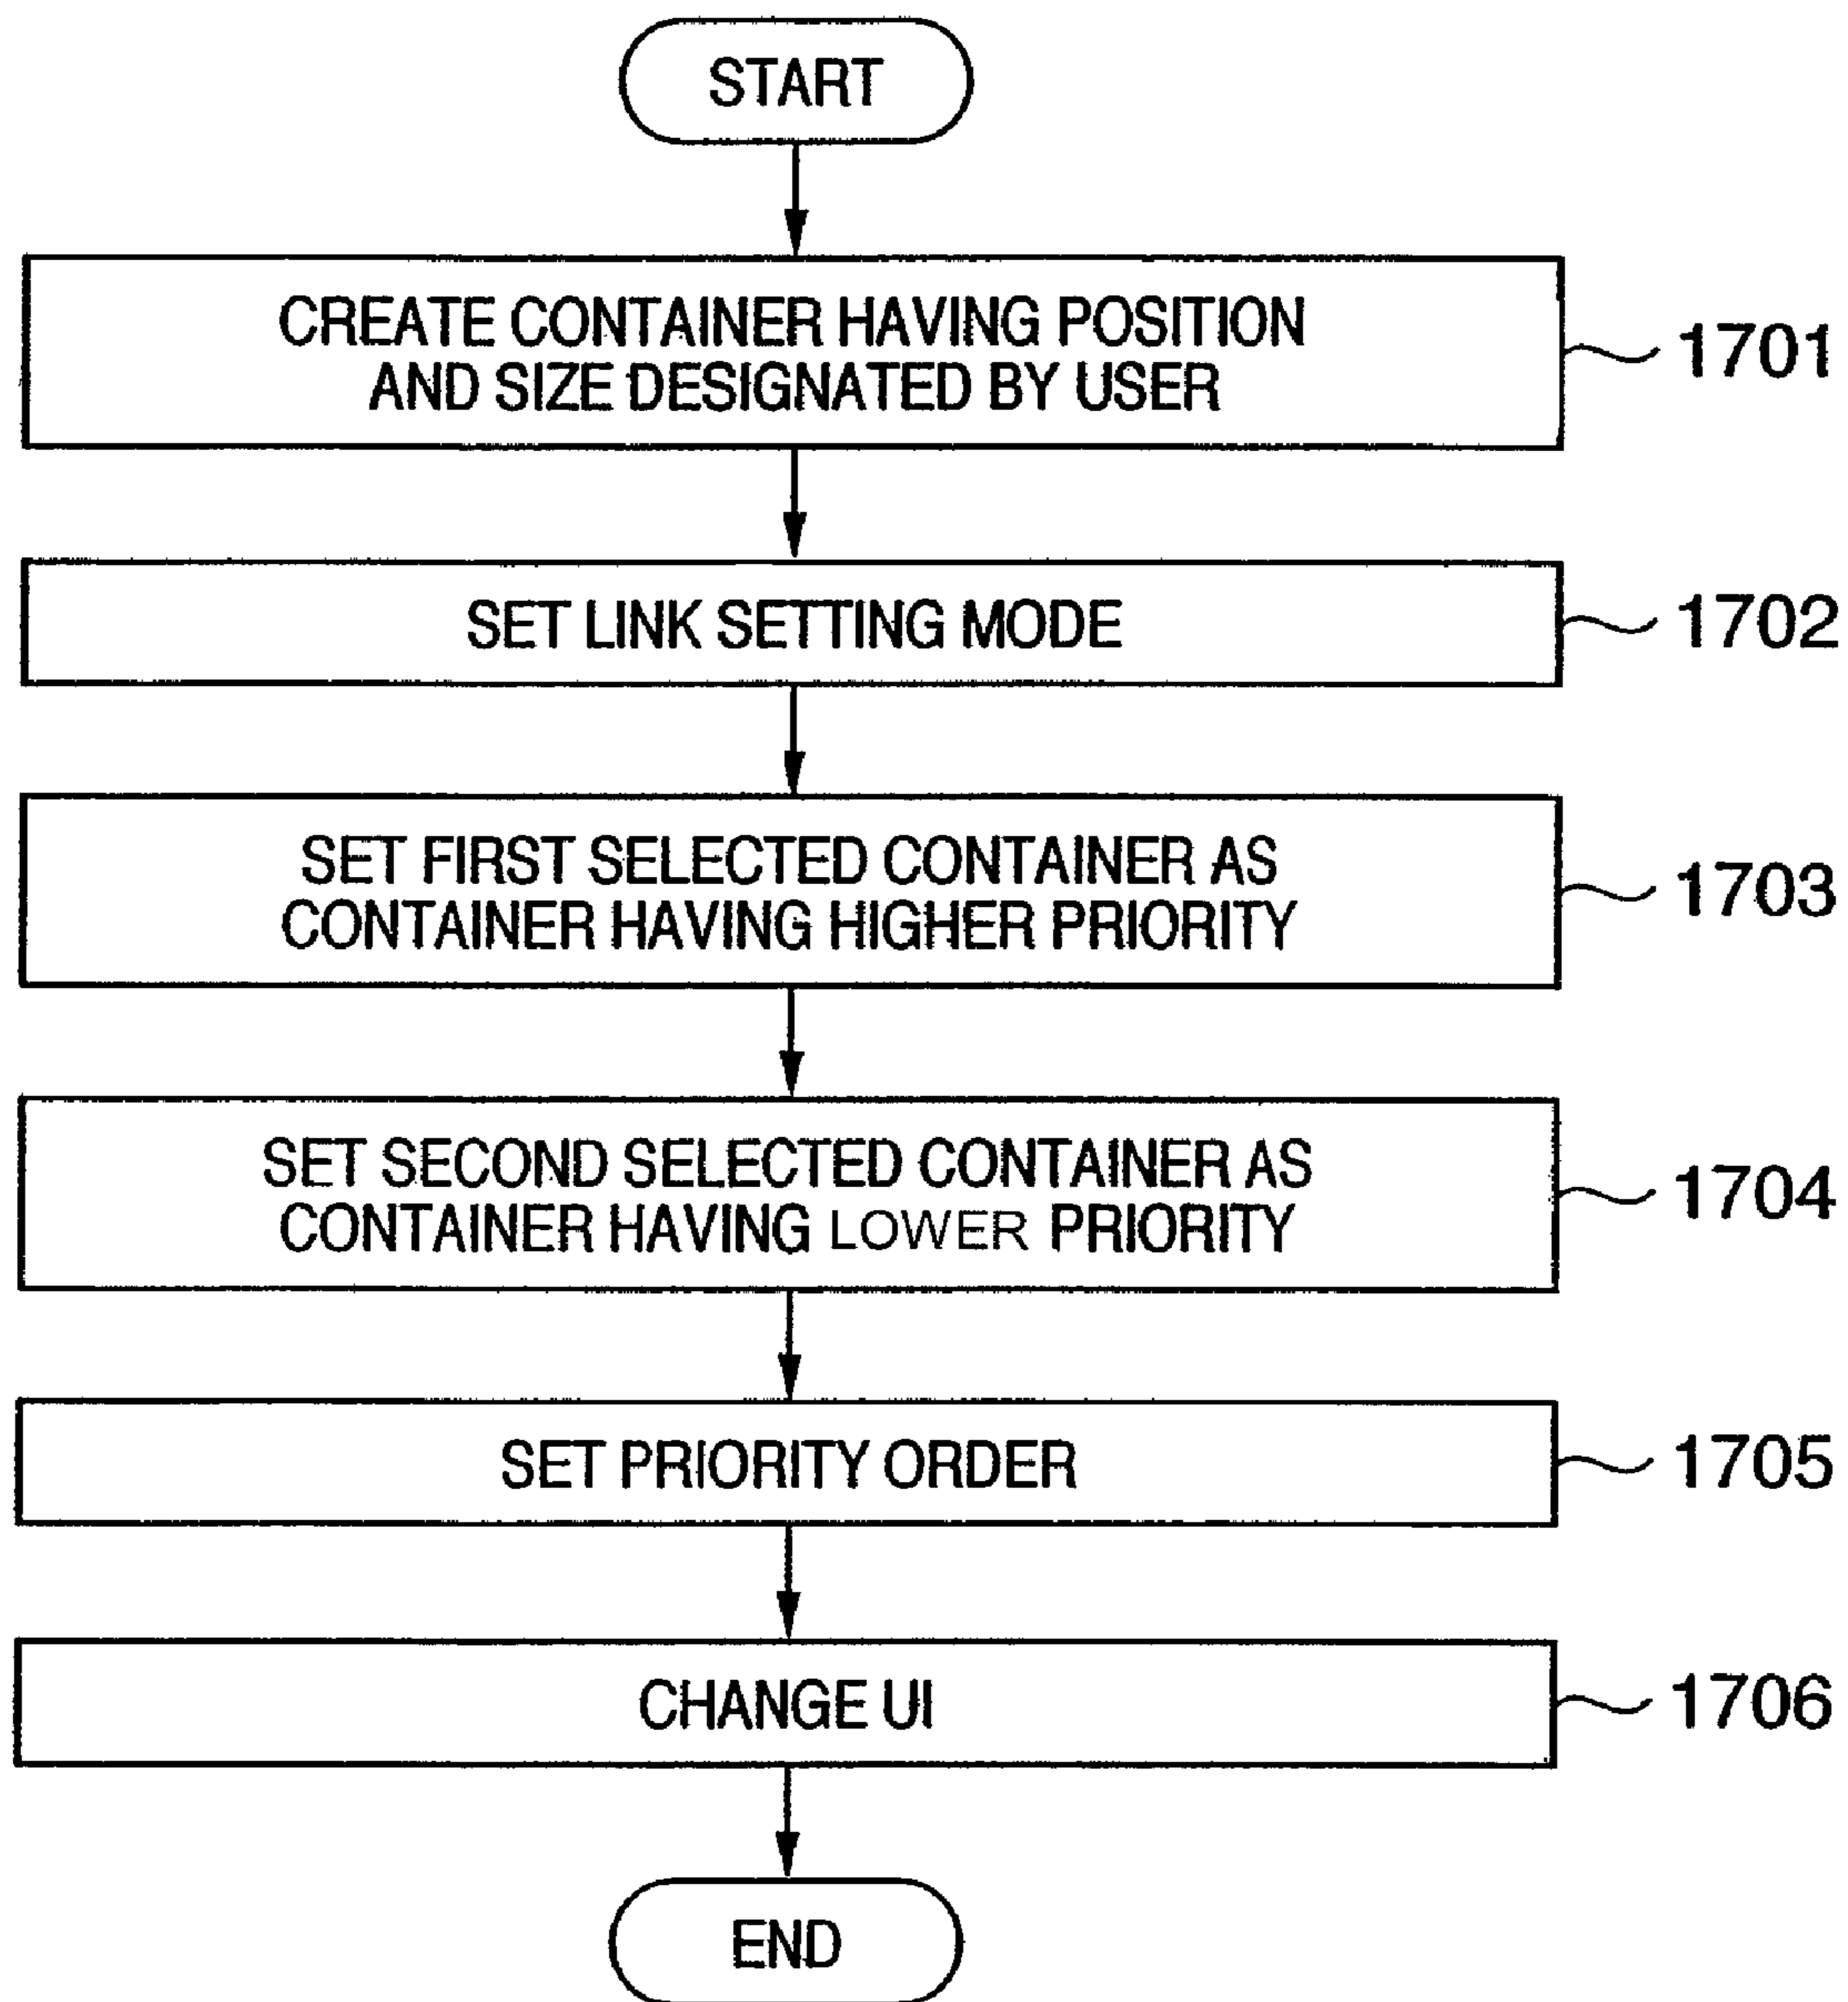 START
CREATE CONTAINER HAVING POSITION
AND SIZE DESIGNATED BY USER
1701
SET LINK SETTING MODE
1702
SET FIRST SELECTED CONTAINER AS
CONTAINER HAVING HIGHER PRIORITY
1703
SET SECOND SELECTED CONTAINER AS
CONTAINER HAVING LOWER PRIORITY
1704
SET PRIORITY ORDER
1705
CHANGE UI
1706
END